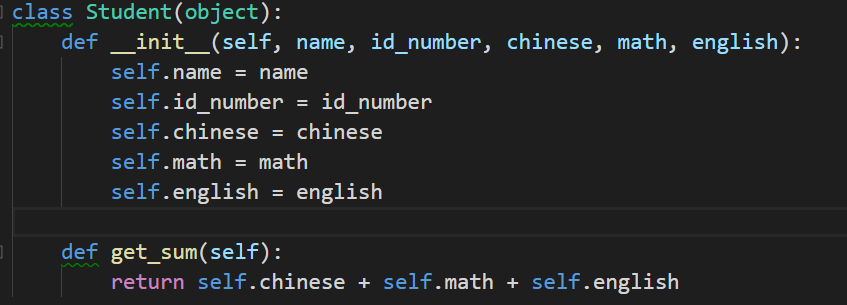 class Student(object):
    def __init__(self, name, id_number, chinese, math, english):
        self.name = name
        self.id_number = id_number
        self.chinese = chinese
        self.math = math
        self.english = english
    def get_sum(self):
        return self.chinese + self.math + self.english